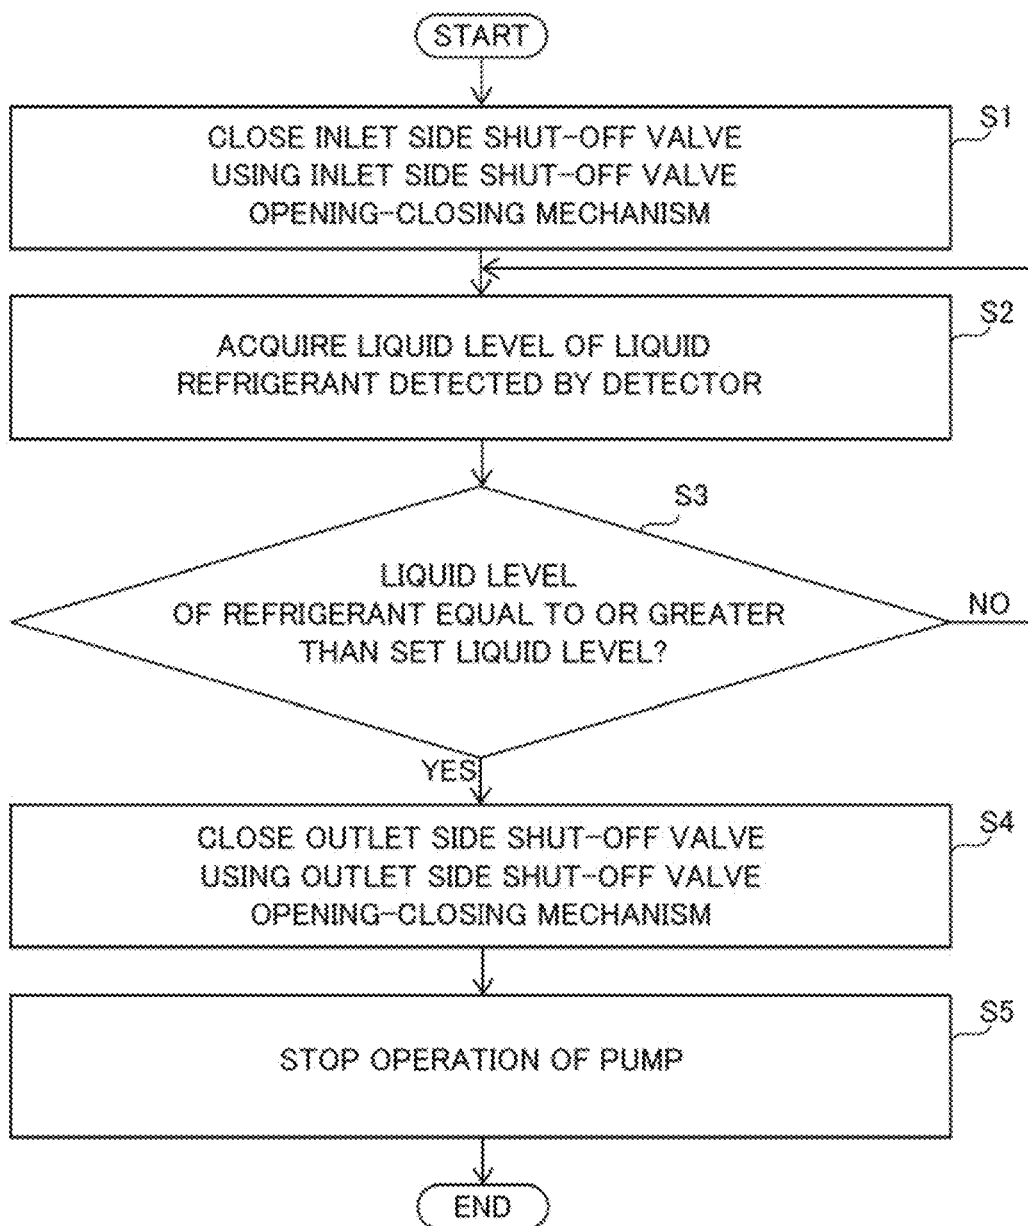 START
S1
CLOSE INLET SIDE SHUT-OFF VALVE
USING INLET SIDE SHUT-OFF VALVE
OPENING-CLOSING MECHANISM
S2
ACQUIRE LIQUID LEVEL OF LIQUID
REFRIGERANT DETECTED BY DETECTOR
S3
LIQUID LEVEL
OF REFRIGERANT EQUAL TO OR GREATER
THAN SET LIQUID LEVEL?
NO
YES
S4
CLOSE OUTLET SIDE SHUT-OFF VALVE
USING OUTLET SIDE SHUT-OFF VALVE
OPENING-CLOSING MECHANISM
S5
STOP OPERATION OF PUMP
END